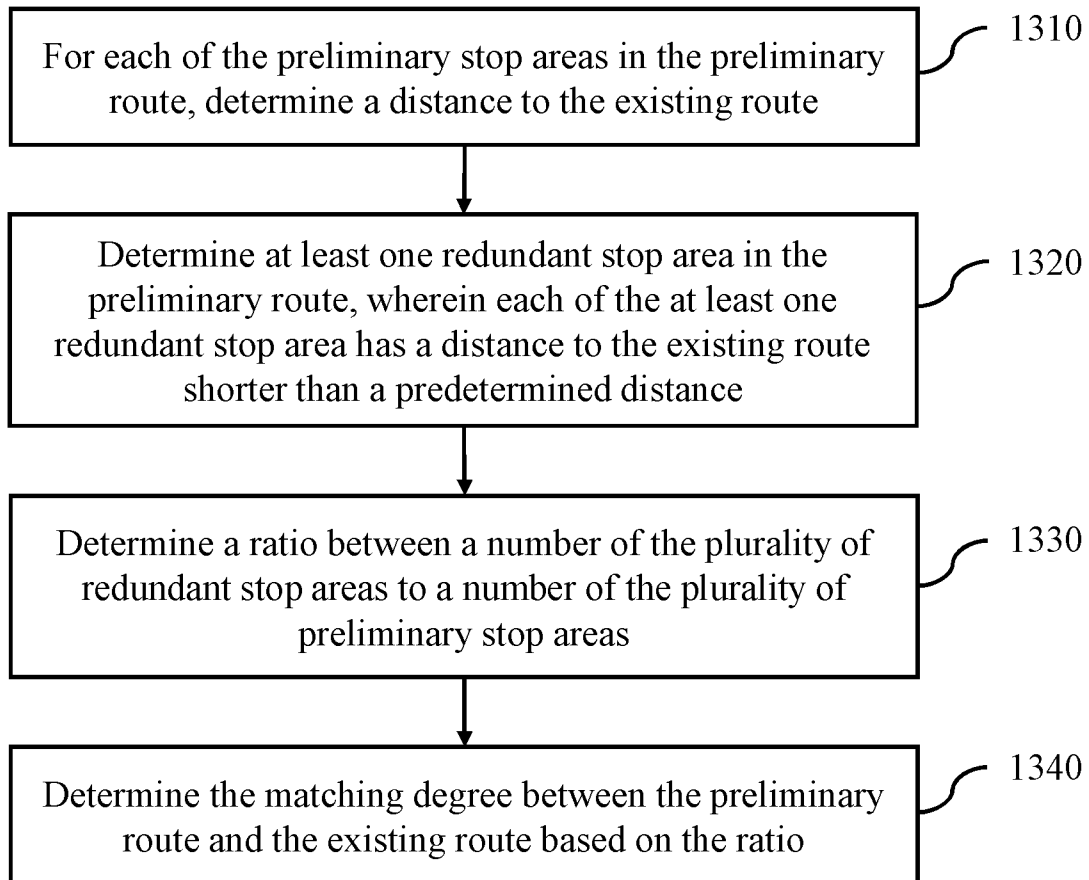 For each of the preliminary stop areas in the preliminary
route, determine a distance to the existing route
1310
Determine at least one redundant stop area in the
preliminary route, wherein each of the at least one
redundant stop area has a distance to the existing route
shorter than a predetermined distance
1320
Determine a ratio between a number of the plurality of
redundant stop areas to a number of the plurality of
preliminary stop areas
1330
Determine the matching degree between the preliminary
route and the existing route based on the ratio
1340